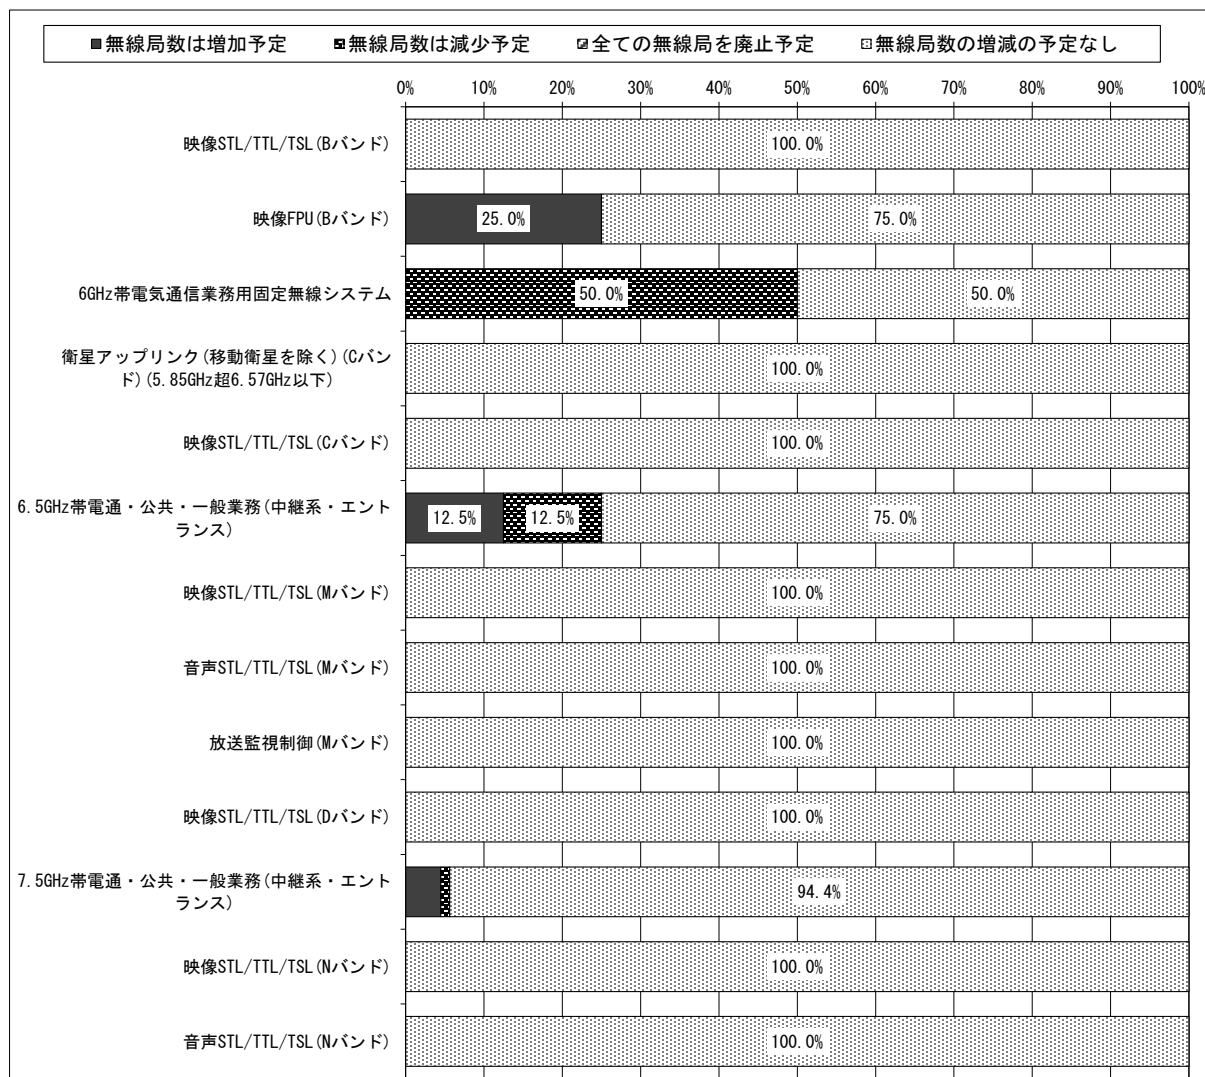 無線局数は増加予定 無線局数は減少予定 全ての無線局を廃止予定 無線局数の増減の予定なし
0% 10% 20% 30% 40% 50% 60% 70% 80% 90% 100%
映像STL/TTL/TSL(Bバンド) 100.0%
映像FPU(Bバンド) 25.0% 75.0%
6GHz帯電気通信業務用固定無線システム 50.0% 50.0%
衛星アップリンク(移動衛星を除く)(Cバン
ド)(5.85GHz超6.57GHz以下) 100.0%
映像STL/TTL/TSL(Cバンド) 100.0%
6.5GHz帯電通・公共・一般業務(中継系・エント
ランス) 12.5% 12.5% 75.0%
映像STL/TTL/TSL(Mバンド) 100.0%
音声STL/TTL/TSL(Mバンド) 100.0%
放送監視制御(Mバンド) 100.0%
映像STL/TTL/TSL(Dバンド) 100.0%
7.5GHz帯電通・公共・一般業務(中継系・エント
ランス) 94.4%
映像STL/TTL/TSL(Nバンド) 100.0%
音声STL/TTL/TSL(Nバンド) 100.0%